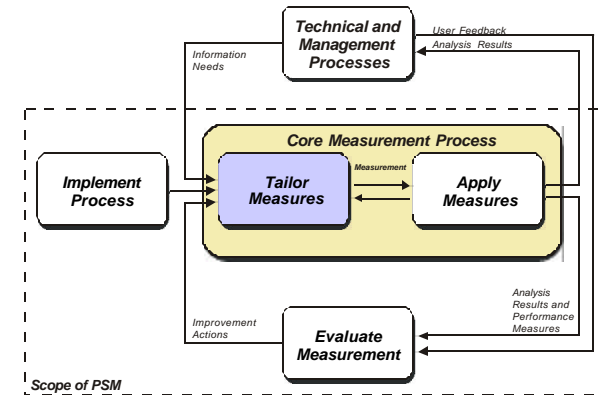 Technical and
Management
Processes
User Feedback
Analysis Results
Information
Needs
Core Measurement Process
Implement
Process
Tailor
Measures
Measurement
Apply
Measures
Analysis
Results and
Performance
Measures
Improvement
Actions
Evaluate
Measurement
Scope of PSM